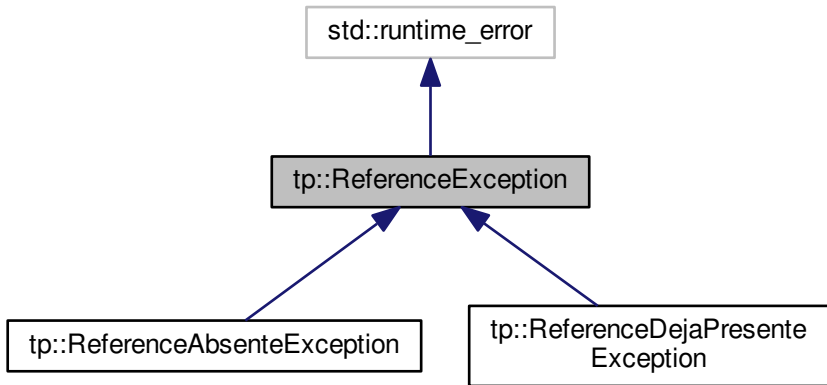 std::runtime_error
tp::ReferenceException
tp::ReferenceAbsenteException
tp::ReferenceDejaPresente
Exception